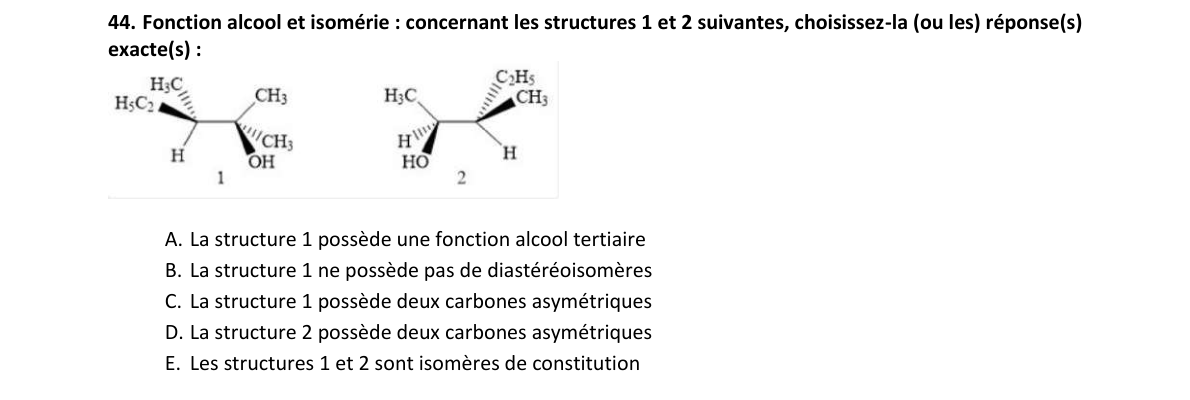 44. Fonction alcool et isomérie : concernant les structures 1 et 2 suivantes, choisissez-la (ou les) réponse(s)
exacte(s) :
H₃C
H₅C₂
CH₃
CH₃
H
OH
1
H₃C
C₂H₅
CH₃
H
HO
H
2
A. La structure 1 possède une fonction alcool tertiaire
B. La structure 1 ne possède pas de diastéréoisomères
C. La structure 1 possède deux carbones asymétriques
D. La structure 2 possède deux carbones asymétriques
E. Les structures 1 et 2 sont isomères de constitution